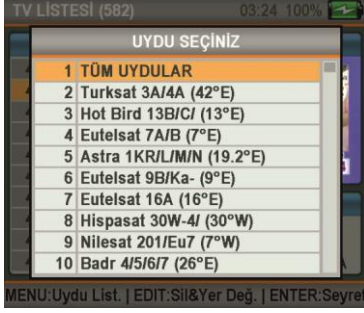 TV LİSTESİ (582) 03:24 100%
UYDU SEÇİNİZ
1 TÜM UYDULAR
2 Turksat 3A/4A (42°E)
3 Hot Bird 13B/C/ (13°E)
4 Eutelsat 7A/B (7°E)
5 Astra 1KR/L/M/N (19.2°E)
6 Eutelsat 9B/Ka- (9°E)
7 Eutelsat 16A (16°E)
8 Hispasat 30W-4/ (30°W)
9 Nilesat 201/Eu7 (7°W)
10 Badr 4/5/6/7 (26°E)
MENU:Uydu List. | EDIT:Sil&Yer Değ. | ENTER:Seyret